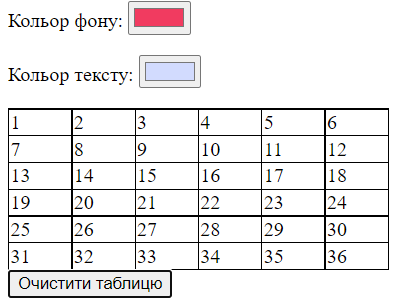 Кольор фону:
Кольор тексту:
1 2 3 4 5 6
7 8 9 10 11 12
13 14 15 16 17 18
19 20 21 22 23 24
25 26 27 28 29 30
31 32 33 34 35 36
Очистити таблицю